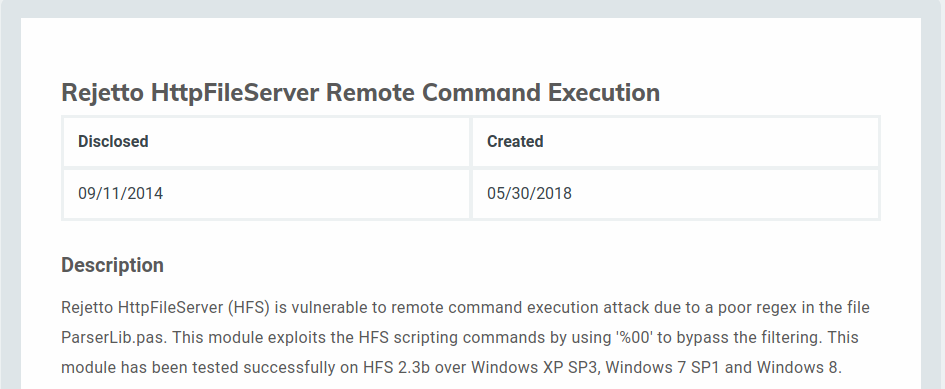 Rejetto HttpFileServer Remote Command Execution
Disclosed
Created
09/11/2014
05/30/2018
Description
Rejetto HttpFileServer (HFS) is vulnerable to remote command execution attack due to a poor regex in the file
ParserLib.pas. This module exploits the HFS scripting commands by using '%00' to bypass the filtering. This
module has been tested successfully on HFS 2.3b over Windows XP SP3, Windows 7 SP1 and Windows 8.